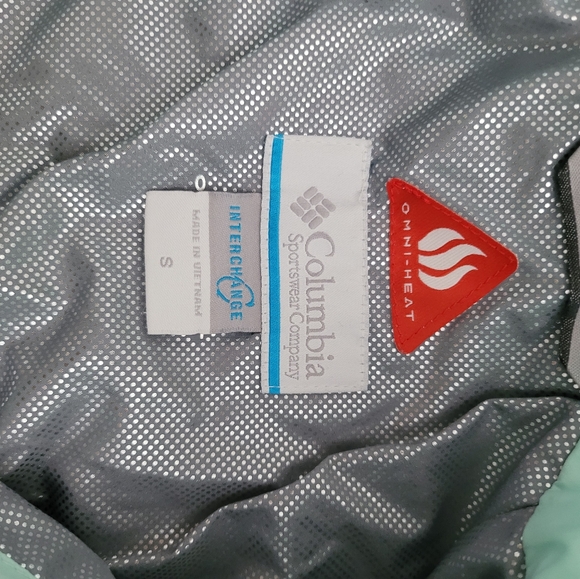 OMNI-HEAT
Columbia
Sportswear Company
INTERCHANGE
MADE IN VIETNAM
S